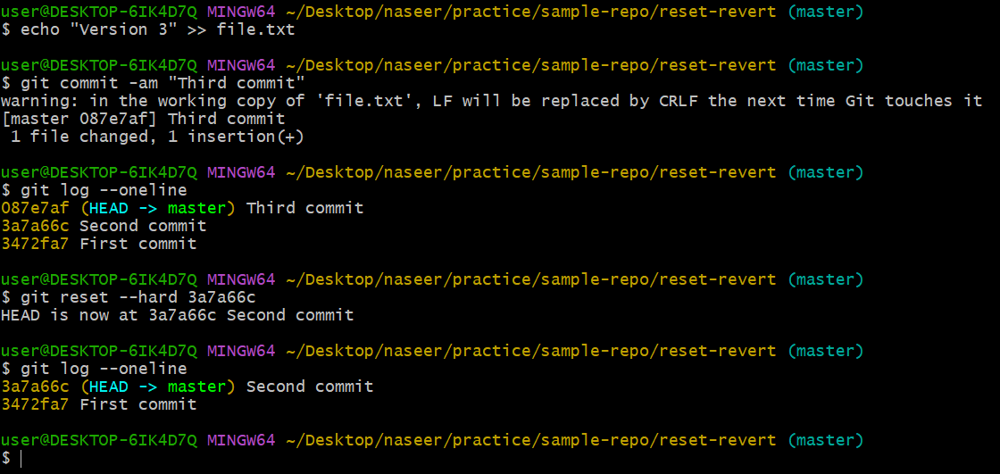 user@DESKTOP-6IK4D7Q MINGW64 ~/Desktop/naseer/practice/sample-repo/reset-revert (master)
$ echo "Version 3" >> file.txt
user@DESKTOP-6IK4D7Q MINGW64 ~/Desktop/naseer/practice/sample-repo/reset-revert (master)
$ git commit -am "Third commit"
warning: in the working copy of 'file.txt', LF will be replaced by CRLF the next time Git touches it
[master 087e7af] Third commit
 1 file changed, 1 insertion(+)
user@DESKTOP-6IK4D7Q MINGW64 ~/Desktop/naseer/practice/sample-repo/reset-revert (master)
$ git log --oneline
087e7af (HEAD -> master) Third commit
3a7a66c Second commit
3472fa7 First commit
user@DESKTOP-6IK4D7Q MINGW64 ~/Desktop/naseer/practice/sample-repo/reset-revert (master)
$ git reset --hard 3a7a66c
HEAD is now at 3a7a66c Second commit
user@DESKTOP-6IK4D7Q MINGW64 ~/Desktop/naseer/practice/sample-repo/reset-revert (master)
$ git log --oneline
3a7a66c (HEAD -> master) Second commit
3472fa7 First commit
user@DESKTOP-6IK4D7Q MINGW64 ~/Desktop/naseer/practice/sample-repo/reset-revert (master)
$